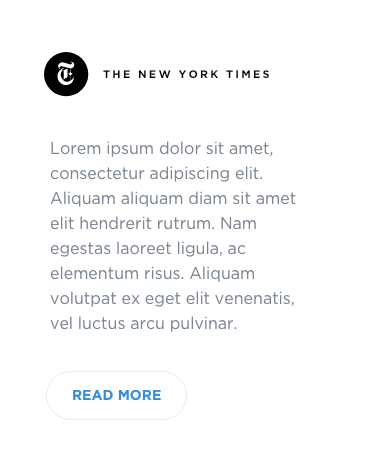 T
THE NEW YORK TIMES
Lorem ipsum dolor sit amet,
consectetur adipiscing elit.
Aliquam aliquam diam sit amet
elit hendrerit rutrum. Nam
egestas laoreet ligula, ac
elementum risus. Aliquam
volutpat ex eget elit venenatis,
vel luctus arcu pulvinar.
READ MORE